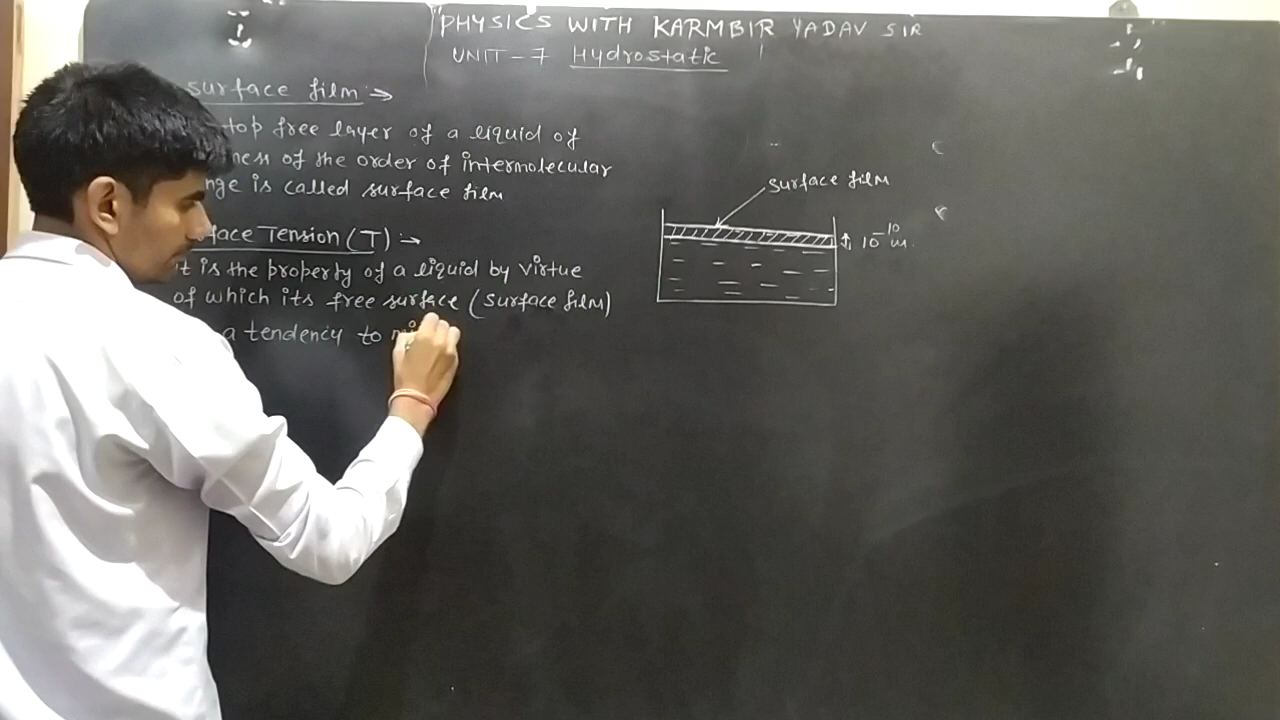 PHYSICS WITH KARMBIR YADAV SIR
UNIT - 7 Hydrostatic
surface film →
top free layer of a liquid of
ness of the order of intermolecular
nge is called surface film
face Tension (T) →
it is the property of a liquid by virtue
of which its free surface (surface film)
a tendency to mi
surface film
10⁻¹⁰ m.